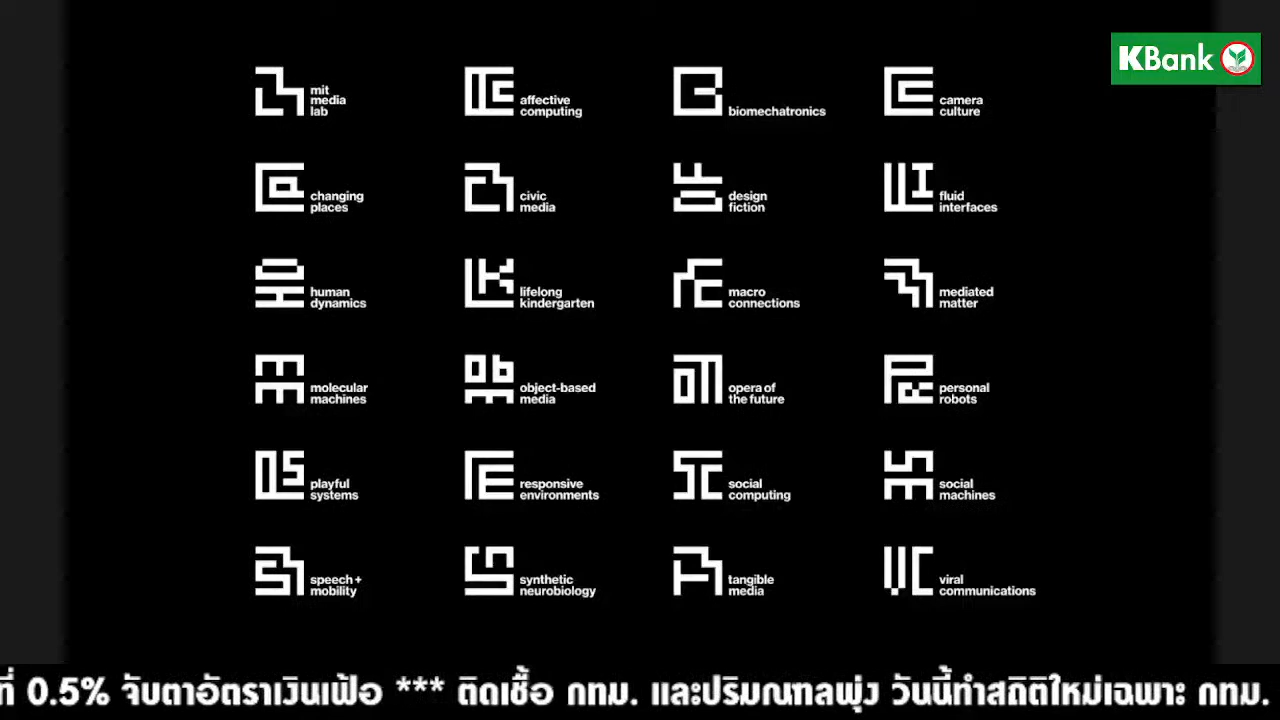 KBank
mit
media
lab
affective
computing
biomechatronics
camera
culture
changing
places
civic
media
design
fiction
fluid
interfaces
human
dynamics
lifelong
kindergarten
macro
connections
mediated
matter
molecular
machines
object-based
media
opera of
the future
personal
robots
playful
systems
responsive
environments
social
computing
social
machines
speech +
mobility
synthetic
neurobiology
tangible
media
viral
communications
ที่ 0.5% จับตาอัตราเงินเฟ้อ *** ติดเชื้อ กทม. และปริมณฑลพุ่ง วันนี้ทำสถิติใหม่เฉพาะ กทม.